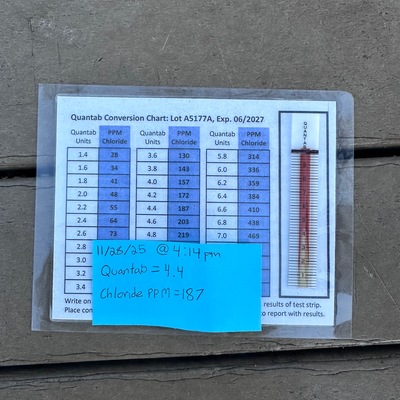 Quantab Conversion Chart: Lot A5177A, Exp. 06/2027
Quantab Units PPM Chloride Quantab Units PPM Chloride Quantab Units PPM Chloride
1.4 28 3.6 130 5.8 314
1.6 34 3.8 143 6.0 336
1.8 41 4.0 157 6.2 359
2.0 48 4.2 172 6.4 384
2.2 55 4.4 187 6.6 410
2.4 64 4.6 203 6.8 438
2.6 73 4.8 219 7.0 469
2.8
3.0
3.2
3.4
QUANTAB
11/26/25 @ 4:14pm
Quantab = 4.4
Chloride PPM = 187
Write on results of test strip.
Place to report with results.